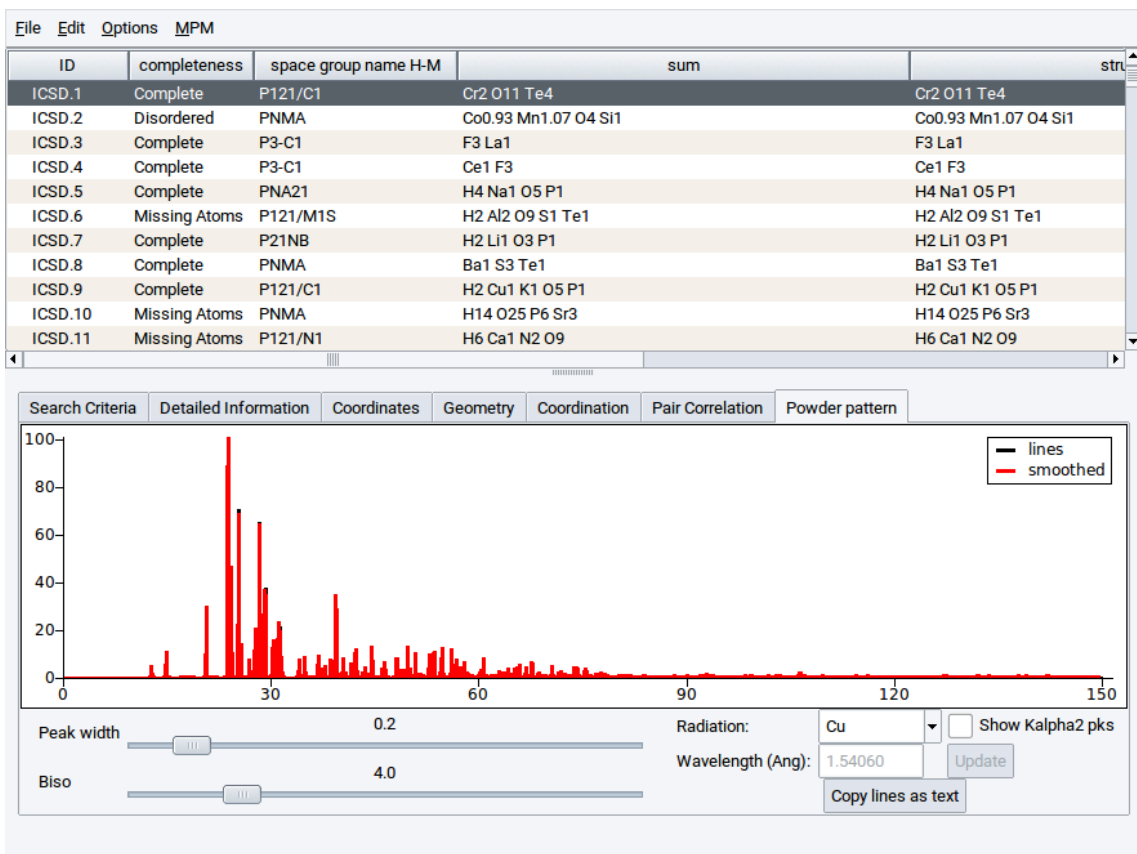 File Edit Options MPM
ID completeness space group name H-M sum stru
ICSD.1 Complete P121/C1 Cr2 O11 Te4 Cr2 O11 Te4
ICSD.2 Disordered PNMA Co0.93 Mn1.07 O4 Si1 Co0.93 Mn1.07 O4 Si1
ICSD.3 Complete P3-C1 F3 La1 F3 La1
ICSD.4 Complete P3-C1 Ce1 F3 Ce1 F3
ICSD.5 Complete PNA21 H4 Na1 O5 P1 H4 Na1 O5 P1
ICSD.6 Missing Atoms P121/M1S H2 Al2 O9 S1 Te1 H2 Al2 O9 S1 Te1
ICSD.7 Complete P21NB H2 Li1 O3 P1 H2 Li1 O3 P1
ICSD.8 Complete PNMA Ba1 S3 Te1 Ba1 S3 Te1
ICSD.9 Complete P121/C1 H2 Cu1 K1 O5 P1 H2 Cu1 K1 O5 P1
ICSD.10 Missing Atoms PNMA H14 O25 P6 Sr3 H14 O25 P6 Sr3
ICSD.11 Missing Atoms P121/N1 H6 Ca1 N2 O9 H6 Ca1 N2 O9
Search Criteria Detailed Information Coordinates Geometry Coordination Pair Correlation Powder pattern
100
lines
smoothed
80
60
40
20
0
0 30 60 90 120 150
Peak width 0.2 Radiation: Cu Show Kalpha2 pks
Wavelength (Ang): 1.54060 Update
Biso 4.0
Copy lines as text